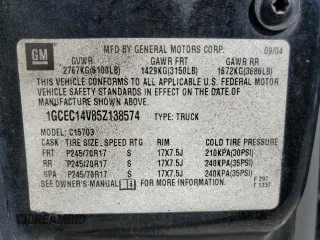 GM
MFD BY GENERAL MOTORS CORP.
09/04
GVWR GAWR FRT GAWR RR
2767KG(6100LB) 1429KG(3150LB) 1672KG(3686LB)
THIS VEHICLE CONFORMS TO ALL APPLICABLE U.S. FEDERAL
MOTOR VEHICLE SAFETY STANDARDS IN EFFECT ON THE DATE OF
MANUFACTURE SHOWN ABOVE.
1GCEC14V85Z138574 TYPE: TRUCK
MODEL: C15703
TIRE SIZE, SPEED RTG RIM COLD TIRE PRESSURE
FRT P245/70R17 S 17X7.5J 210KPA(30PSI)
RR P245/70R17 S 17X7.5J 240KPA(35PSI)
SPA P245/70R17 S 17X7.5J 240KPA(35PSI)
SEE OWNER'S MANUAL FOR MORE INFORMATION.
F 297